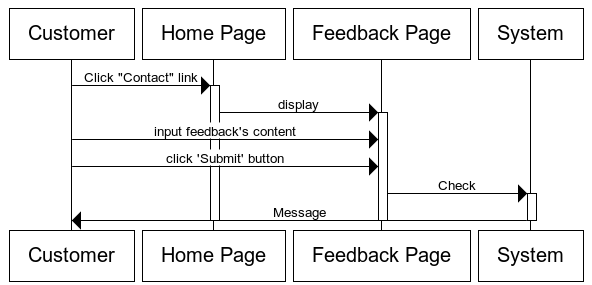 Customer
Home Page
Feedback Page
System
Click "Contact" link
display
input feedback's content
click 'Submit' button
Check
Message
Customer
Home Page
Feedback Page
System